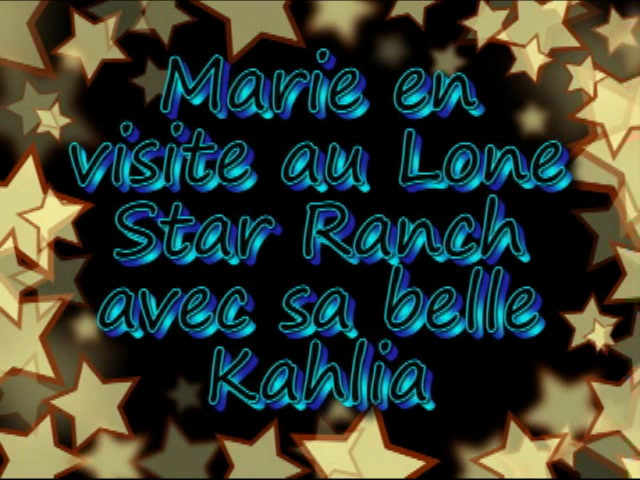 Marie en
visite au Lone
Star Ranch
avec sa belle
Kahlia